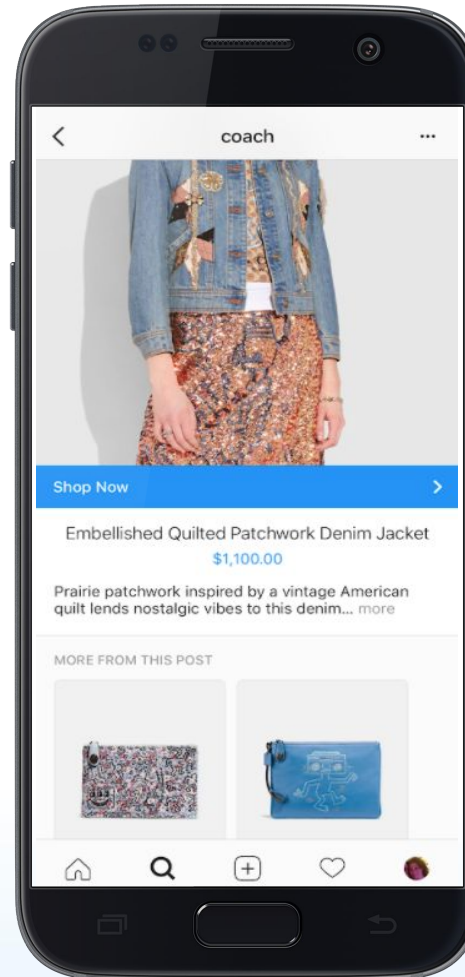 coach
Shop Now
Embellished Quilted Patchwork Denim Jacket
$1,100.00
Prairie patchwork inspired by a vintage American
quilt lends nostalgic vibes to this denim... more
MORE FROM THIS POST